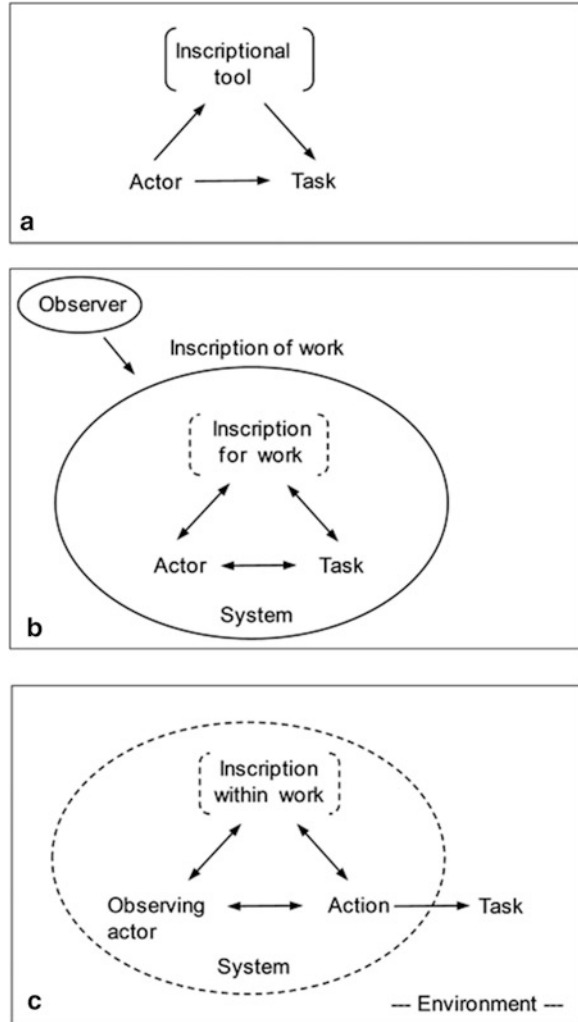 Inscriptional
tool
Actor
Task
a
Observer
Inscription of work
Inscription
for work
Actor
Task
System
b
Inscription
within work
Observing
actor
Action
Task
System
c
--- Environment ---